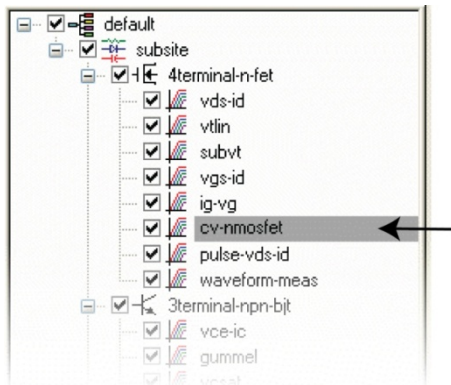 default
subsite
4terminal-n-fet
vds-id
vtlin
subvt
vgs-id
ig-vg
cv-nmosfet
pulse-vds-id
waveform-meas
3terminal-npn-bjt
vce-ic
gummel
vcsat